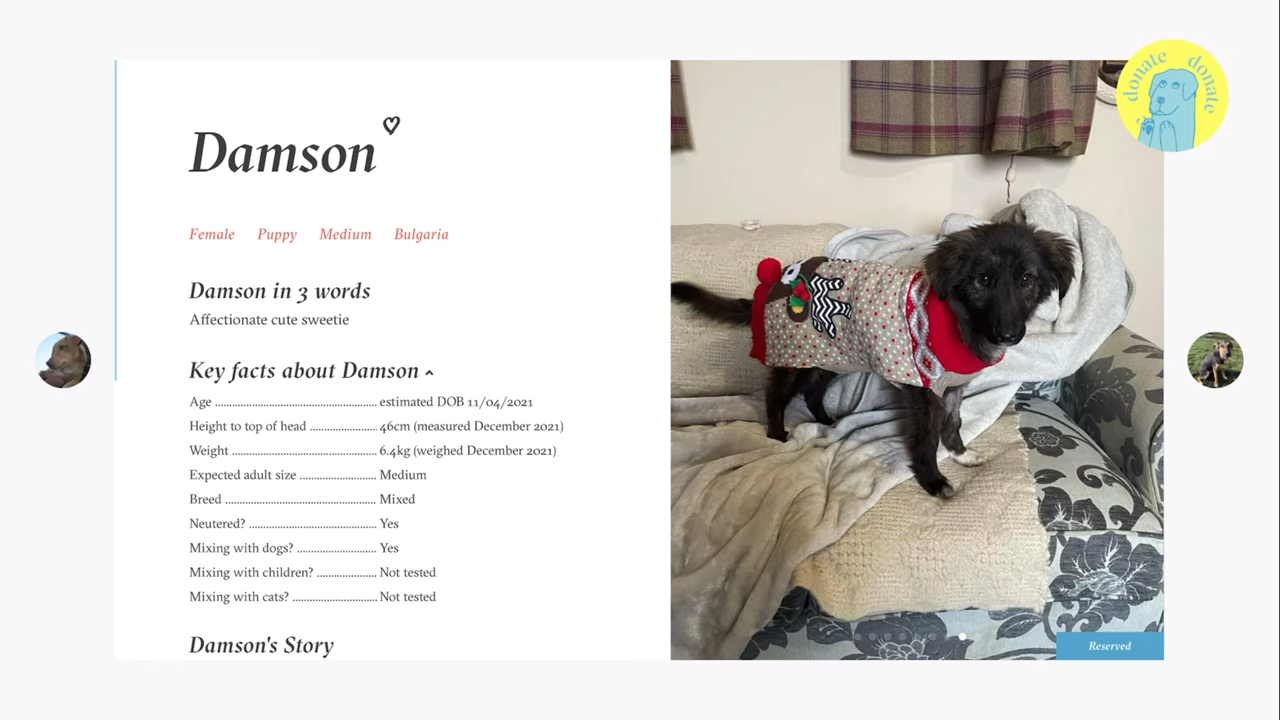 donate donate
Damson
Female Puppy Medium Bulgaria
Damson in 3 words
Affectionate cute sweetie
Key facts about Damson
Age ........................................................ estimated DOB 11/04/2021
Height to top of head ....................... 46cm (measured December 2021)
Weight .................................................. 6.4kg (weighed December 2021)
Expected adult size .......................... Medium
Breed .................................................... Mixed
Neutered? ............................................ Yes
Mixing with dogs? ........................... Yes
Mixing with children? .................... Not tested
Mixing with cats? ............................. Not tested
Damson's Story
Reserved